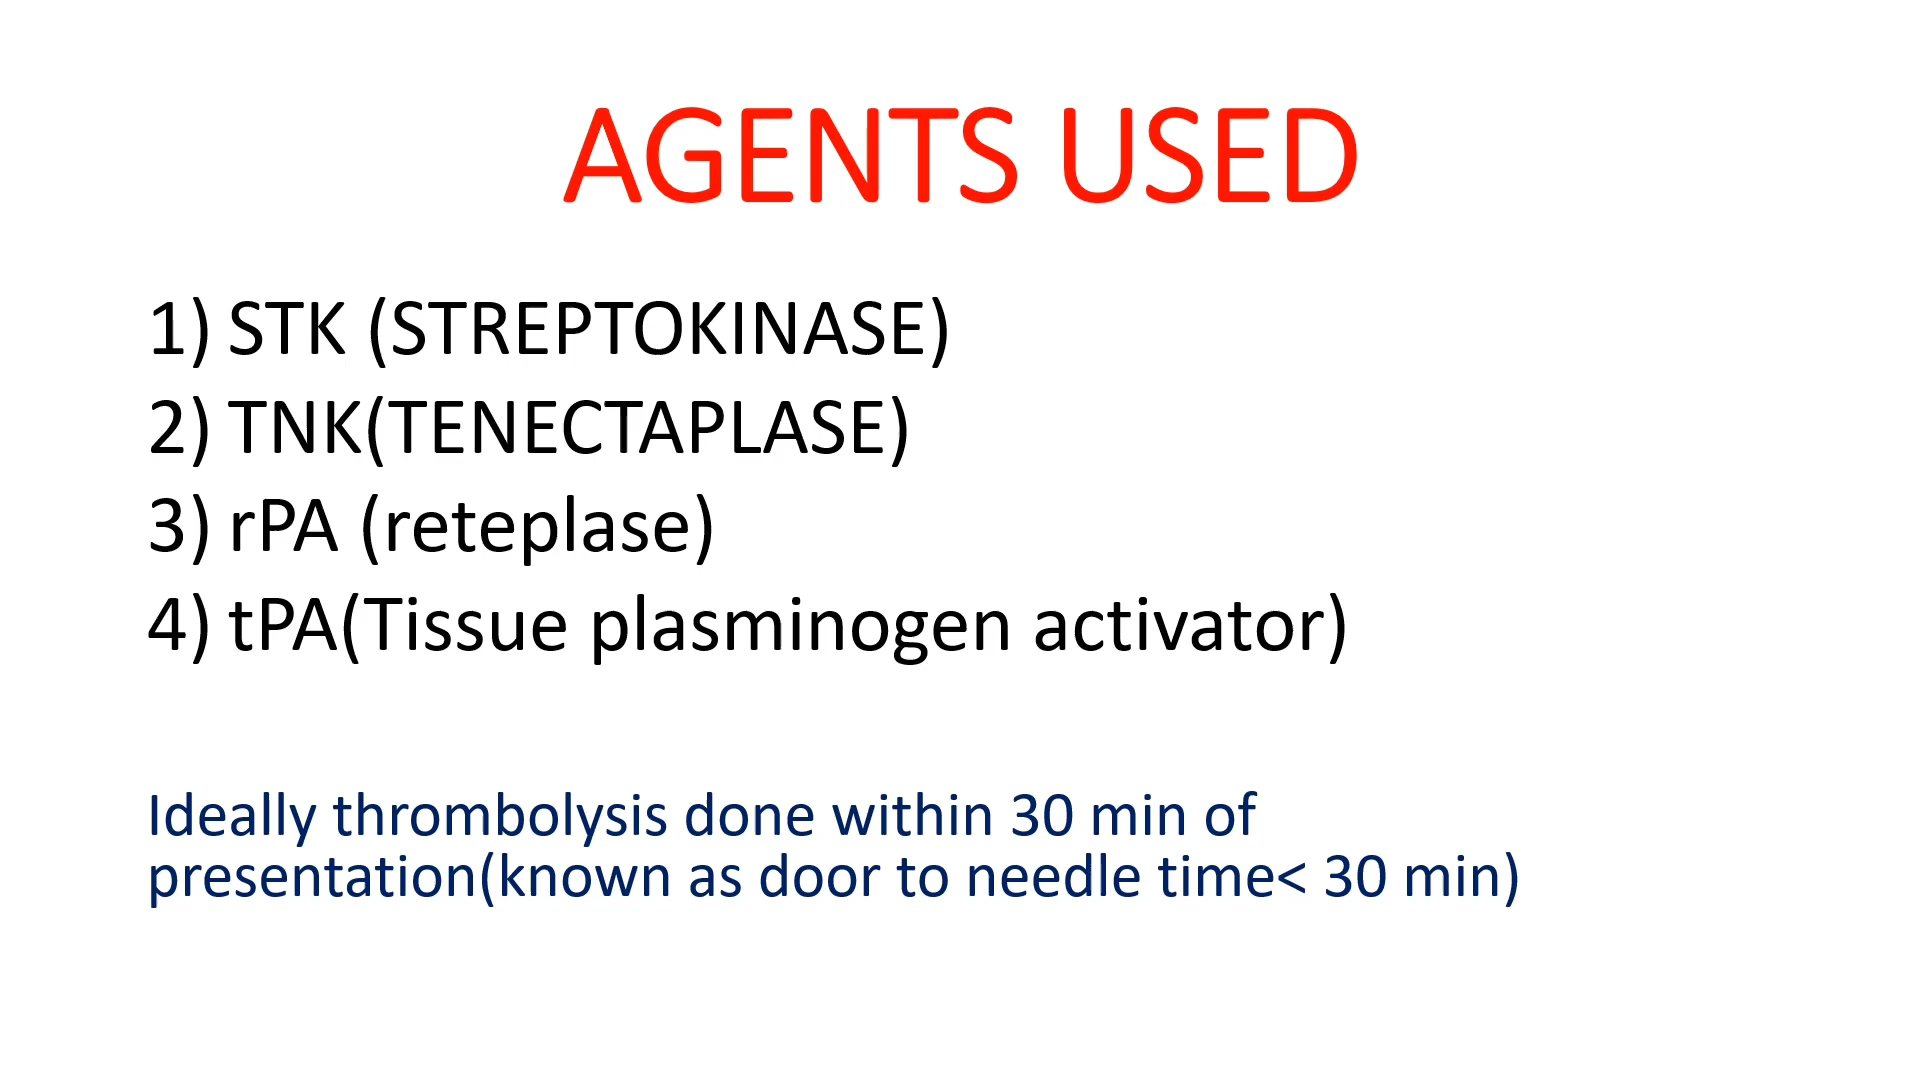 AGENTS USED
1) STK (STREPTOKINASE)
2) TNK(TENECTAPLASE)
3) rPA (reteplase)
4) tPA(Tissue plasminogen activator)
Ideally thrombolysis done within 30 min of
presentation(known as door to needle time< 30 min)